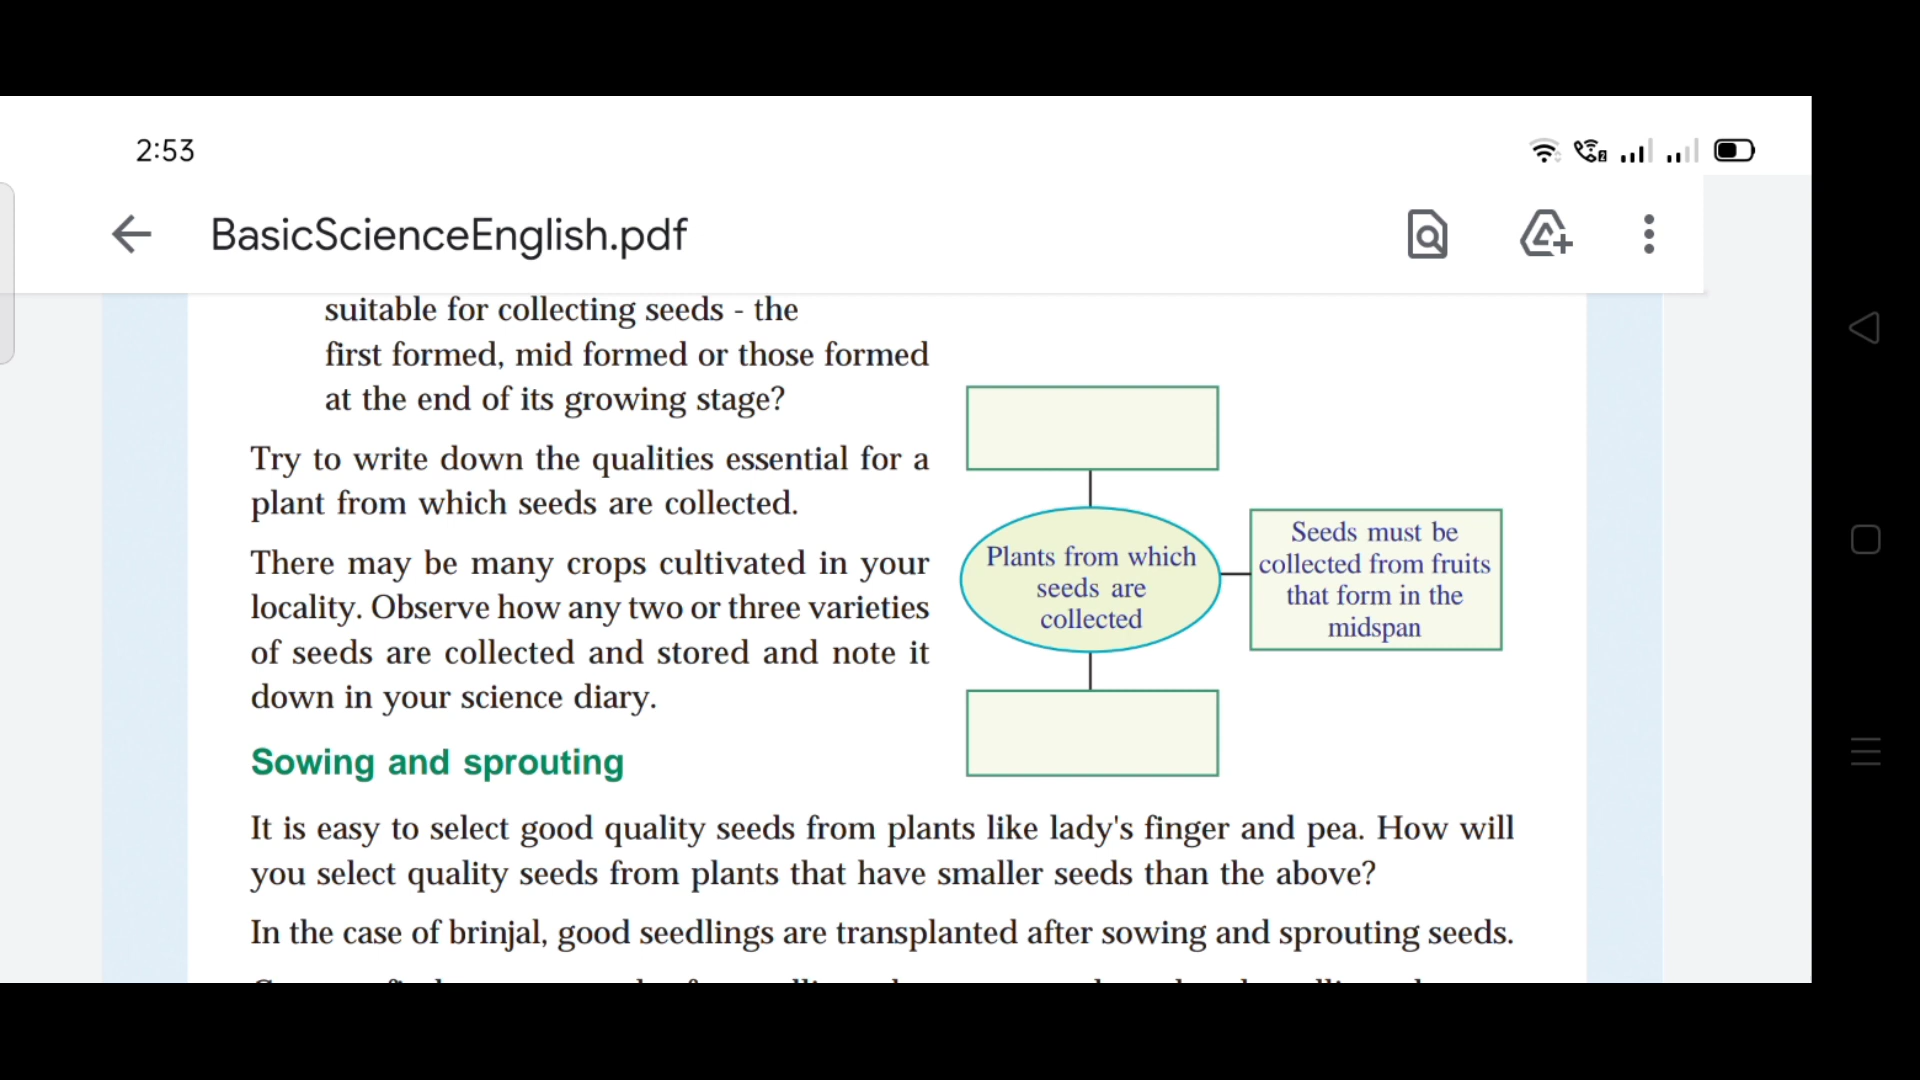 2:53
BasicScienceEnglish.pdf
suitable for collecting seeds - the
first formed, mid formed or those formed
at the end of its growing stage?
Try to write down the qualities essential for a
plant from which seeds are collected.
There may be many crops cultivated in your
locality. Observe how any two or three varieties
of seeds are collected and stored and note it
down in your science diary.
Plants from which
seeds are
collected
Seeds must be
collected from fruits
that form in the
midspan
Sowing and sprouting
It is easy to select good quality seeds from plants like lady's finger and pea. How will
you select quality seeds from plants that have smaller seeds than the above?
In the case of brinjal, good seedlings are transplanted after sowing and sprouting seeds.